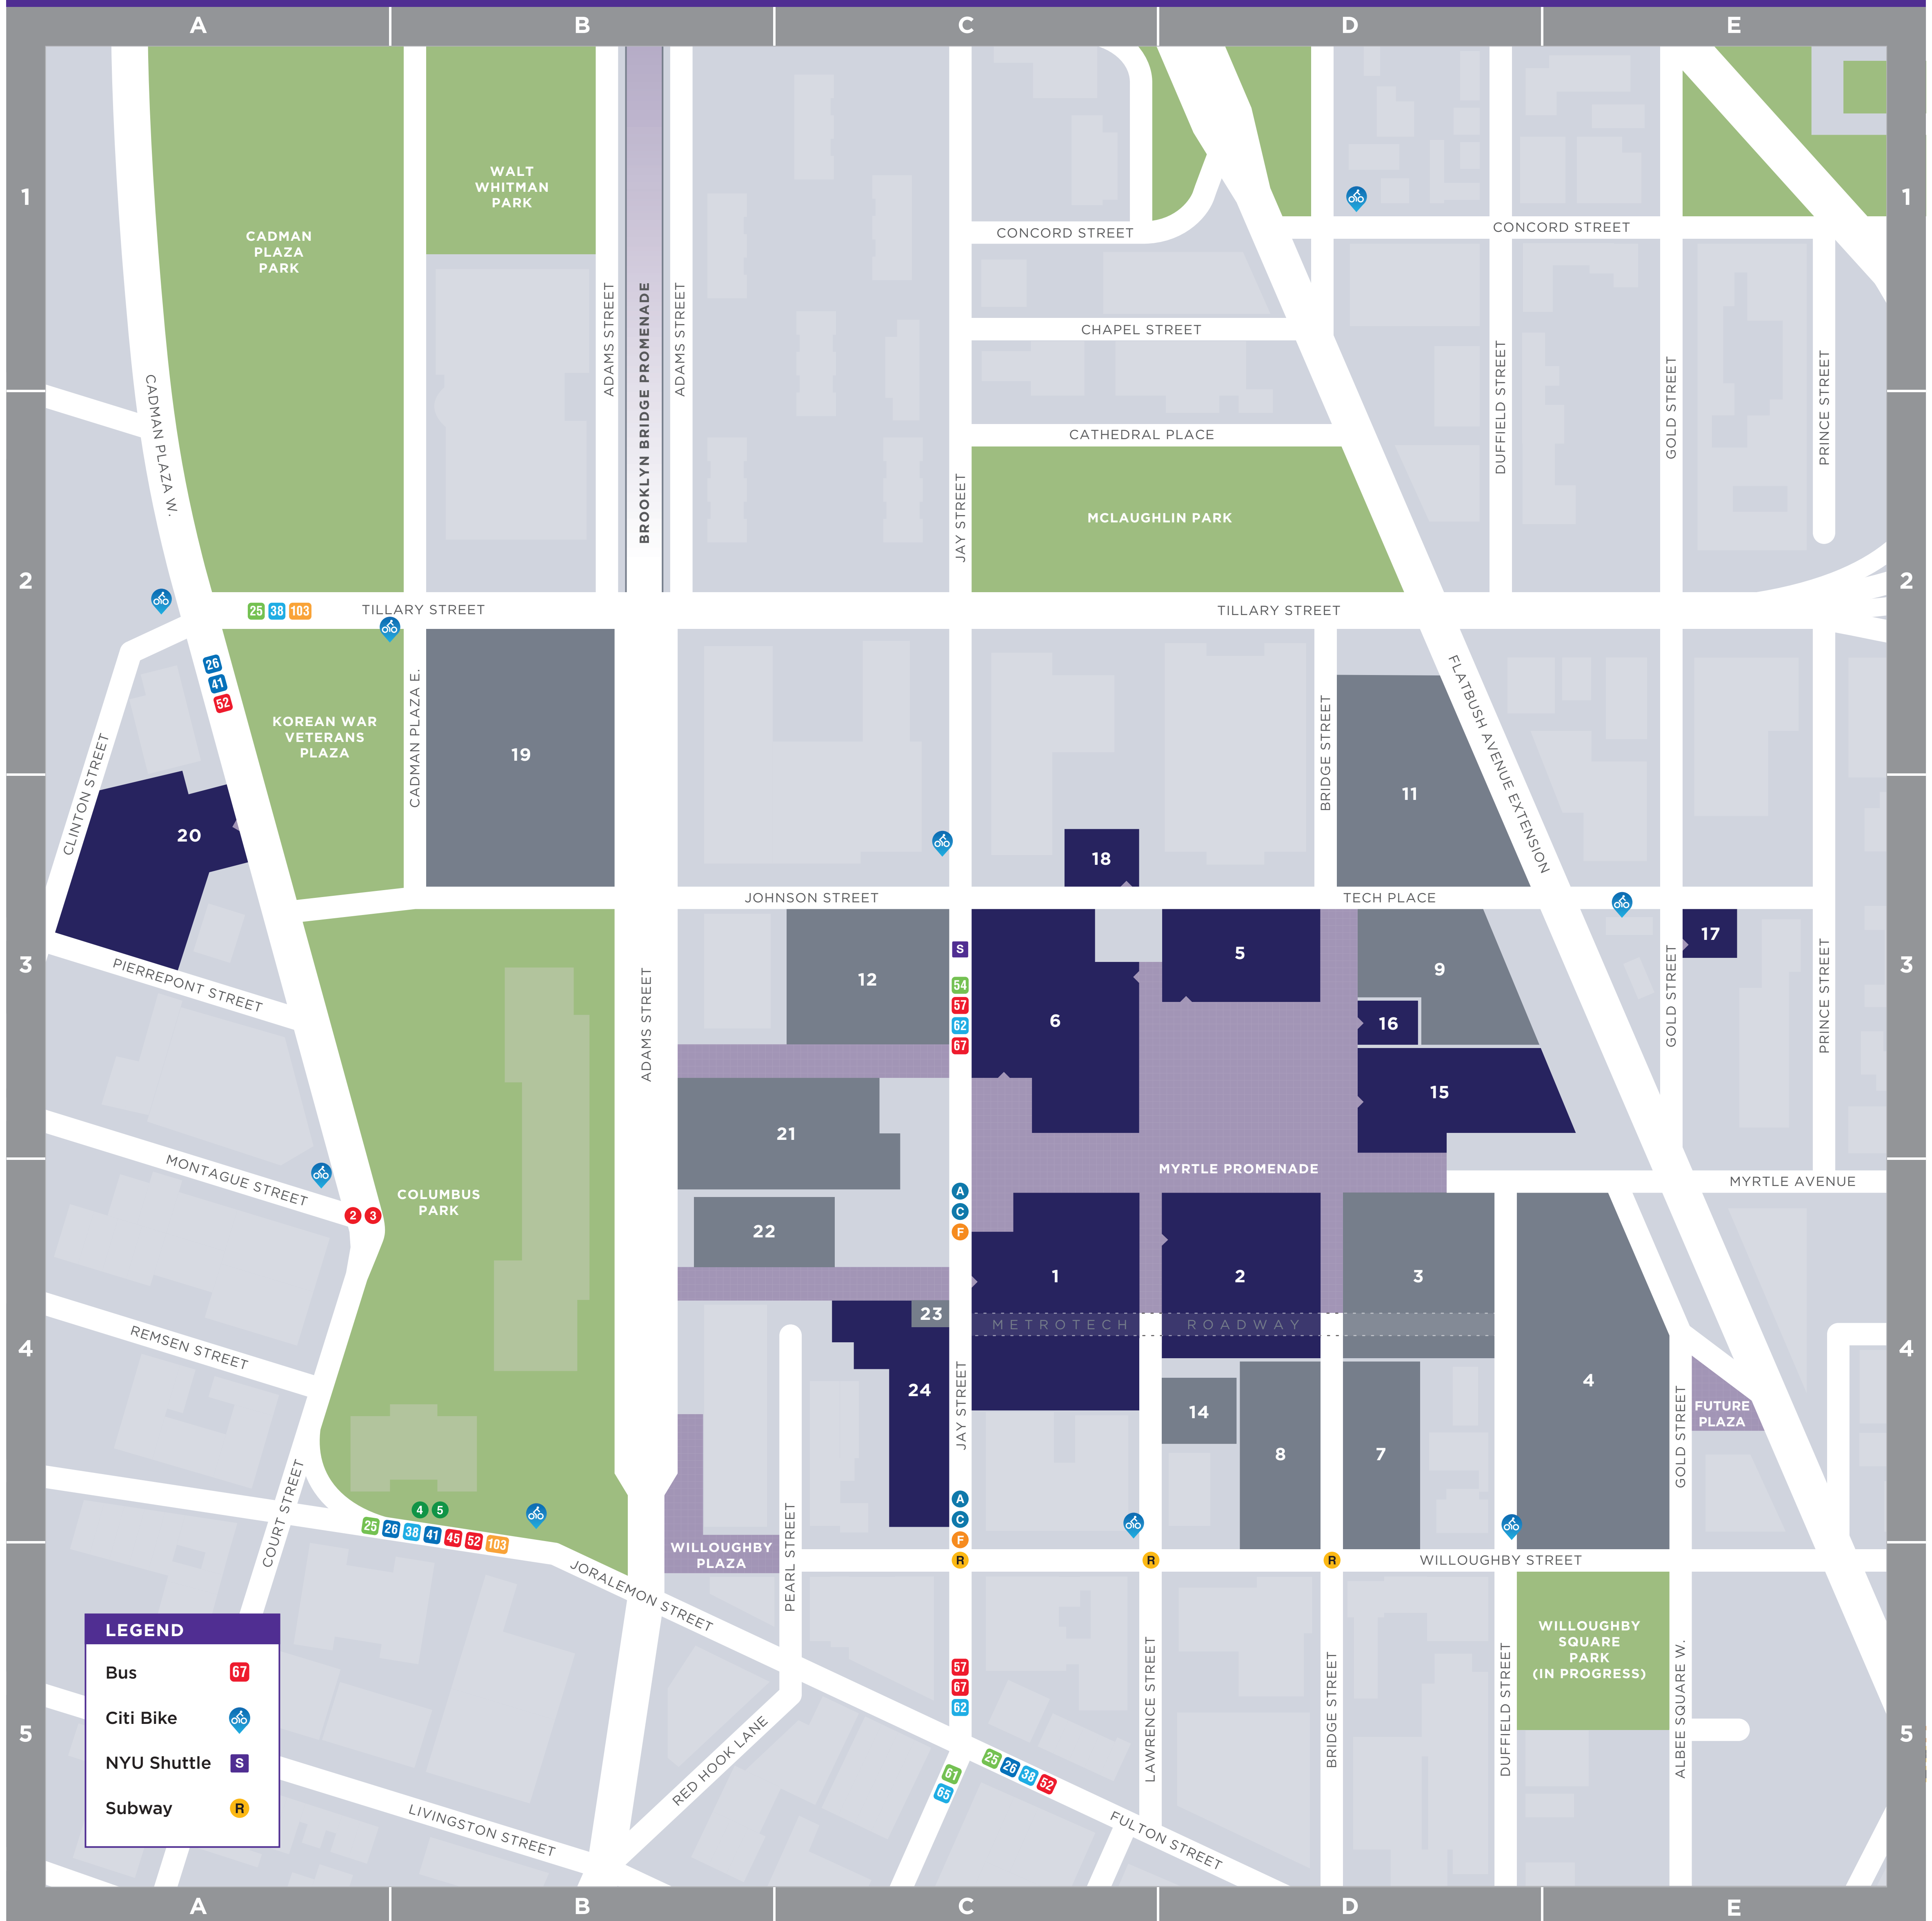 A
B
C
D
E
1
1
WALT
WHITMAN
PARK
CADMAN
PLAZA
PARK
CONCORD STREET
CONCORD STREET
ADAMS STREET
BROOKLYN BRIDGE PROMENADE
ADAMS STREET
CHAPEL STREET
CADMAN PLAZA W.
CATHEDRAL PLACE
JAY STREET
DUFFIELD STREET
GOLD STREET
PRINCE STREET
MCLAUGHLIN PARK
2
2
25 38 103
TILLARY STREET
TILLARY STREET
26
41
52
KOREAN WAR
VETERANS
PLAZA
CADMAN PLAZA E.
19
CLINTON STREET
20
BRIDGE STREET
11
FLATBUSH AVENUE EXTENSION
18
JOHNSON STREET
TECH PLACE
3
3
PIERREPONT STREET
ADAMS STREET
12
S
54
57
62
67
6
5
9
16
15
17
GOLD STREET
PRINCE STREET
21
MONTAGUE STREET
2 3
COLUMBUS
PARK
MYRTLE PROMENADE
MYRTLE AVENUE
A
C
F
22
1
2
3
23
METROTECH ROADWAY
4
4
REMSEN STREET
24
JAY STREET
14
8
7
4
GOLD STREET
FUTURE
PLAZA
COURT STREET
4 5
25 26 38 41 45 52 103
A
C
F
R
R
R
WILLOUGHBY
PLAZA
PEARL STREET
WILLOUGHBY STREET
JORALEMON STREET
WILLOUGHBY
SQUARE
PARK
(IN PROGRESS)
LEGEND
Bus 67
Citi Bike
NYU Shuttle S
Subway R
5
5
57
67
62
LAWRENCE STREET
BRIDGE STREET
DUFFIELD STREET
ALBEE SQUARE W.
RED HOOK LANE
61
65
25 26 38 52
LIVINGSTON STREET
FULTON STREET
A
B
C
D
E